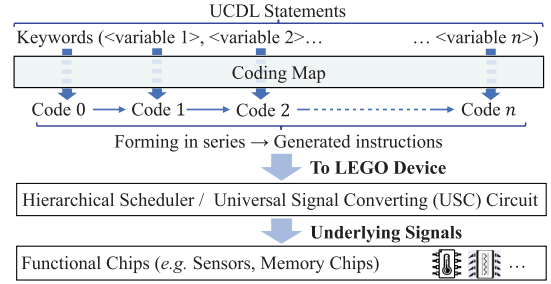 UCDL Statements
Keywords (<variable 1>, <variable 2>… … <variable n>)
Coding Map
Code 0 Code 1 Code 2 Code n
Forming in series → Generated instructions
To LEGO Device
Hierarchical Scheduler / Universal Signal Converting (USC) Circuit
Underlying Signals
Functional Chips (e.g. Sensors, Memory Chips) …